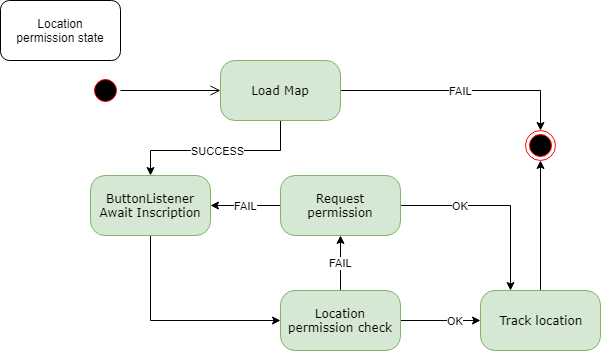 Location
permission state
Load Map
FAIL
SUCCESS
ButtonListener
Await Inscription
FAIL
Request
permission
OK
FAIL
Location
permission check
OK
Track location